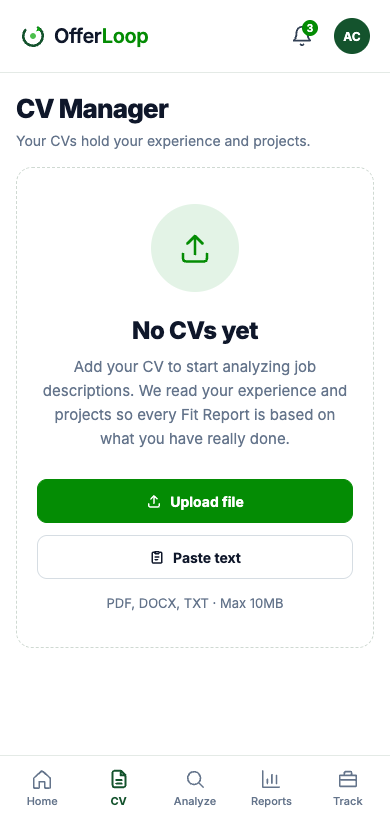 OfferLoop
3
AC
CV Manager
Your CVs hold your experience and projects.
No CVs yet
Add your CV to start analyzing job
descriptions. We read your experience and
projects so every Fit Report is based on
what you have really done.
Upload file
Paste text
PDF, DOCX, TXT · Max 10MB
Home
CV
Analyze
Reports
Track